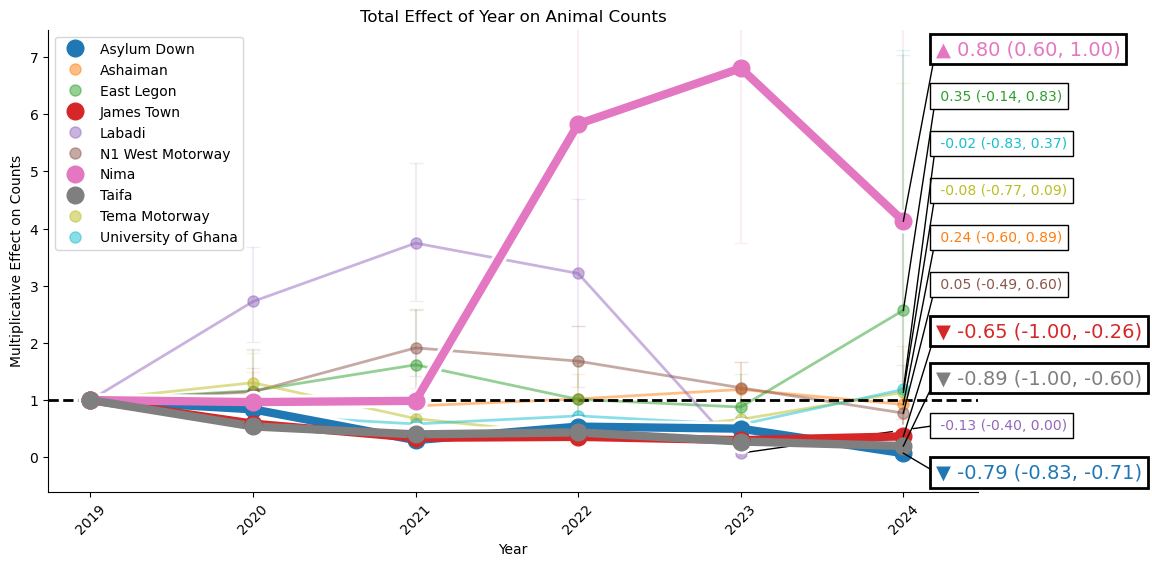 Total Effect of Year on Animal Counts
Asylum Down
Ashaiman
East Legon
James Town
Labadi
N1 West Motorway
Nima
Taifa
Tema Motorway
University of Ghana
Multiplicative Effect on Counts
7
6
5
4
3
2
1
0
2019
2020
2021
2022
2023
2024
Year
▲ 0.80 (0.60, 1.00)
0.35 (-0.14, 0.83)
-0.02 (-0.83, 0.37)
-0.08 (-0.77, 0.09)
0.24 (-0.60, 0.89)
0.05 (-0.49, 0.60)
▼ -0.65 (-1.00, -0.26)
▼ -0.89 (-1.00, -0.60)
-0.13 (-0.40, 0.00)
▼ -0.79 (-0.83, -0.71)